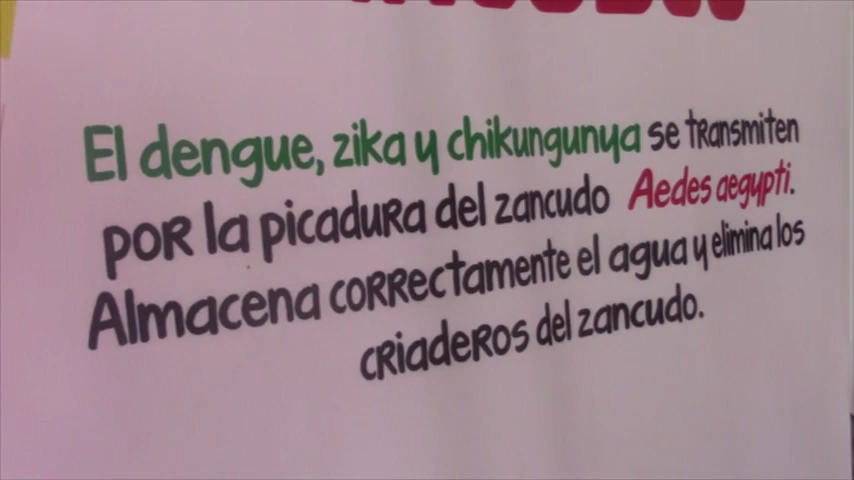 El dengue, zika y chikungunya se transmiten
por la picadura del zancudo Aedes aegypti.
Almacena correctamente el agua y elimina los
criaderos del zancudo.